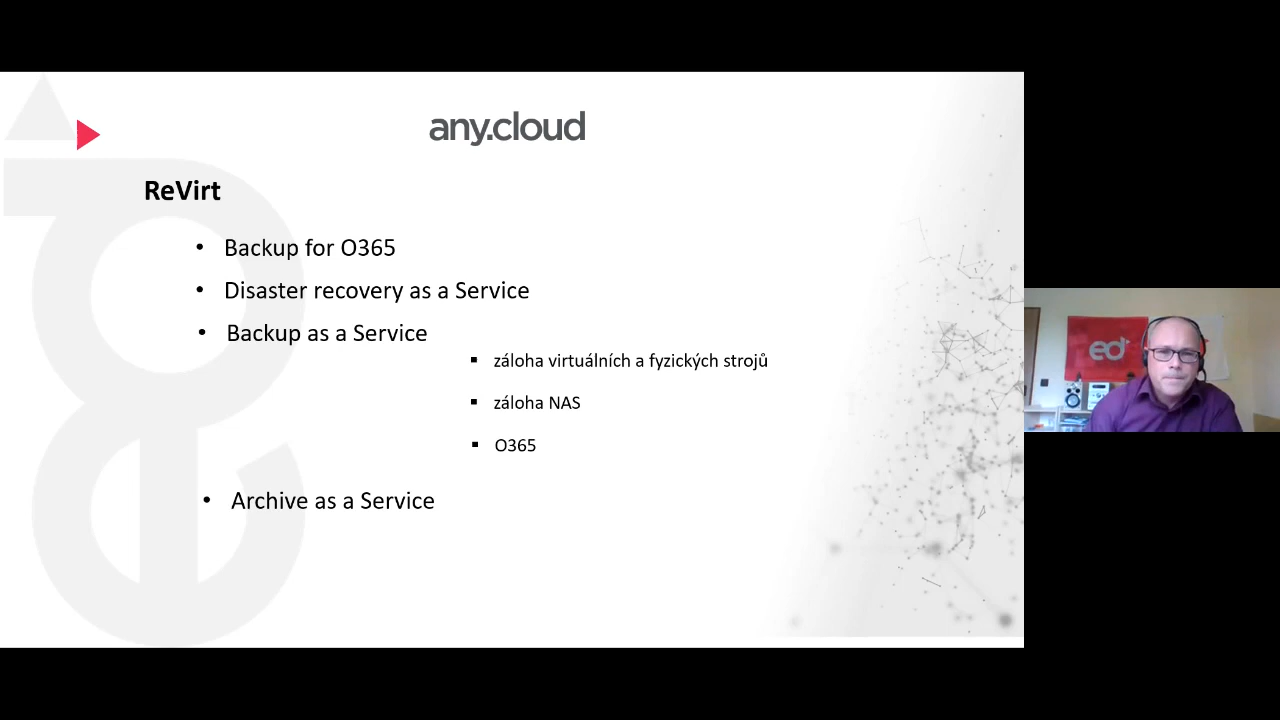 any.cloud
ReVirt
• Backup for O365
• Disaster recovery as a Service
• Backup as a Service
▪ záloha virtuálních a fyzických strojů
▪ záloha NAS
▪ O365
• Archive as a Service
ed